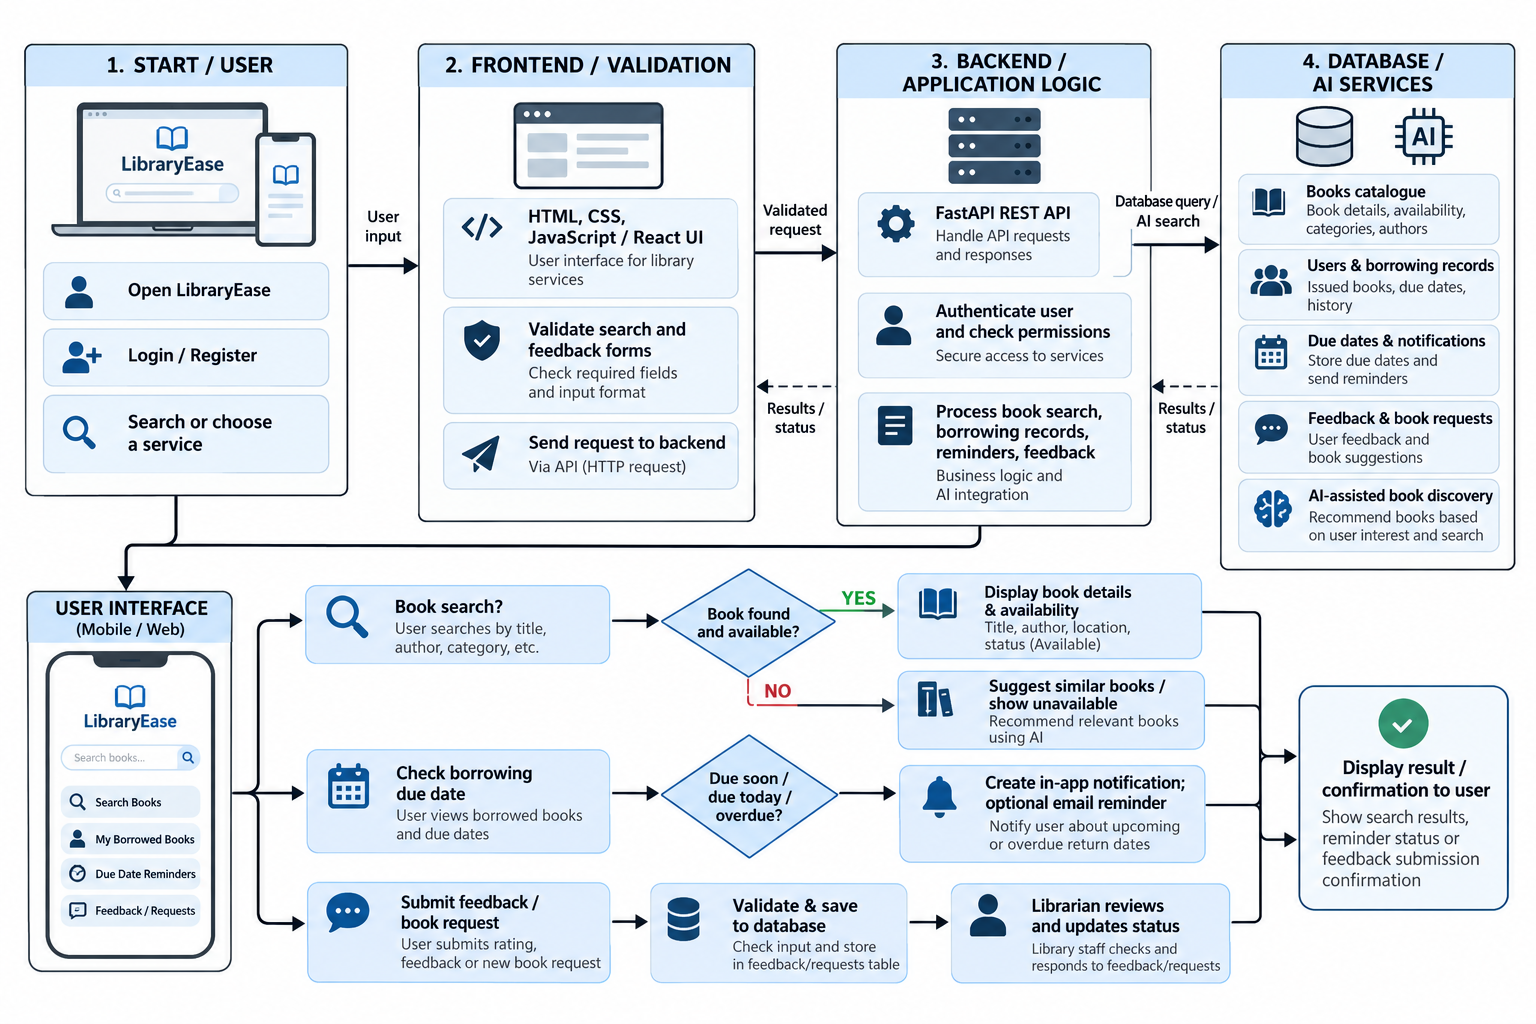 1. START / USER
LibraryEase
Open LibraryEase
Login / Register
Search or choose
a service
User
input
2. FRONTEND / VALIDATION
HTML, CSS,
JavaScript / React UI
User interface for library
services
Validate search and
feedback forms
Check required fields
and input format
Send request to backend
Via API (HTTP request)
Validated
request
Results /
status
3. BACKEND /
APPLICATION LOGIC
FastAPI REST API
Handle API requests
and responses
Authenticate user
and check permissions
Secure access to services
Process book search,
borrowing records,
reminders, feedback
Business logic and
AI integration
Database query /
AI search
Results /
status
4. DATABASE /
AI SERVICES
AI
Books catalogue
Book details, availability,
categories, authors
Users & borrowing records
Issued books, due dates,
history
Due dates & notifications
Store due dates and
send reminders
Feedback & book requests
User feedback and
book suggestions
AI-assisted book discovery
Recommend books based
on user interest and search
USER INTERFACE
(Mobile / Web)
LibraryEase
Search books...
Search Books
My Borrowed Books
Due Date Reminders
Feedback / Requests
Book search?
User searches by title,
author, category, etc.
Book found
and available?
YES
NO
Display book details
& availability
Title, author, location,
status (Available)
Suggest similar books /
show unavailable
Recommend relevant books
using AI
Check borrowing
due date
User views borrowed books
and due dates
Due soon /
due today /
overdue?
Create in-app notification;
optional email reminder
Notify user about upcoming
or overdue return dates
Submit feedback /
book request
User submits rating,
feedback or new book request
Validate & save
to database
Check input and store
in feedback/requests table
Librarian reviews
and updates status
Library staff checks and
responds to feedback/requests
Display result /
confirmation to user
Show search results,
reminder status or
feedback submission
confirmation